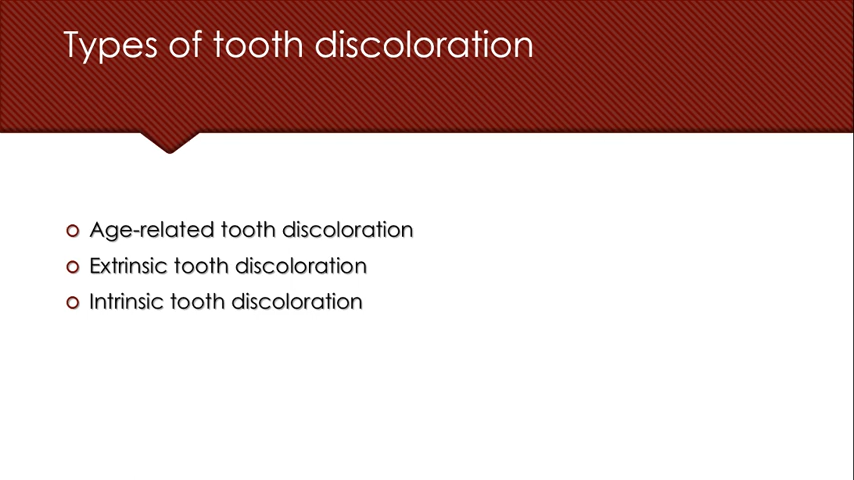 Types of tooth discoloration
Age-related tooth discoloration
Extrinsic tooth discoloration
Intrinsic tooth discoloration